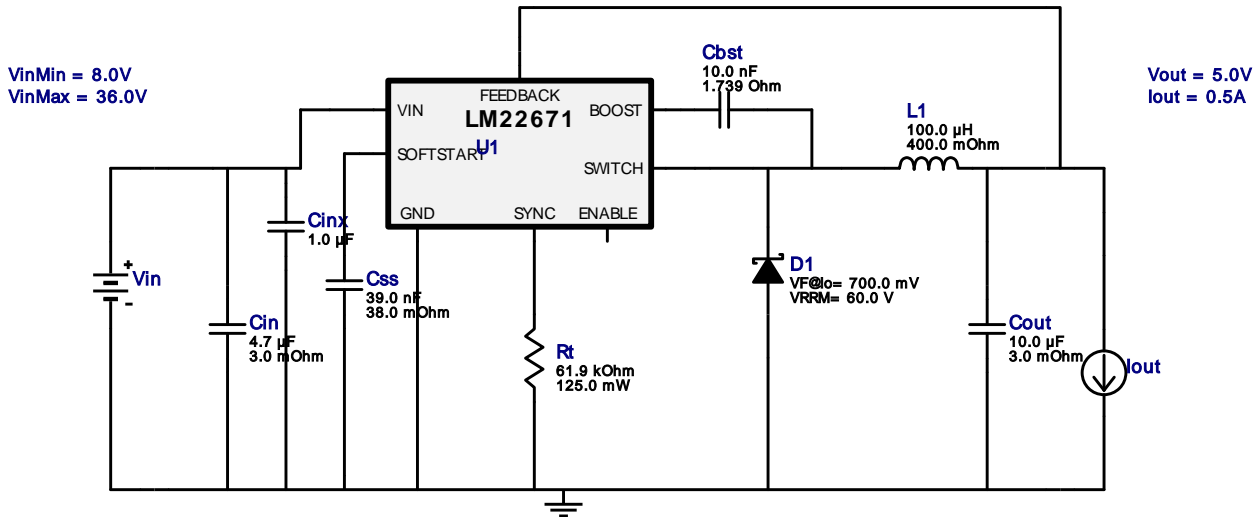 VinMin = 8.0V
VinMax = 36.0V
Vout = 5.0V
Iout = 0.5A
Cbst
10.0 nF
1.739 Ohm
FEEDBACK
VIN
LM22671
BOOST
SOFTSTART
U1
SWITCH
GND
SYNC
ENABLE
L1
100.0 µH
400.0 mOhm
Cinx
1.0 µF
+
Vin
-
Css
39.0 nF
38.0 mOhm
D1
VF@Io= 700.0 mV
VRRM= 60.0 V
Cin
4.7 µF
3.0 mOhm
Rt
61.9 kOhm
125.0 mW
Cout
10.0 µF
3.0 mOhm
Iout